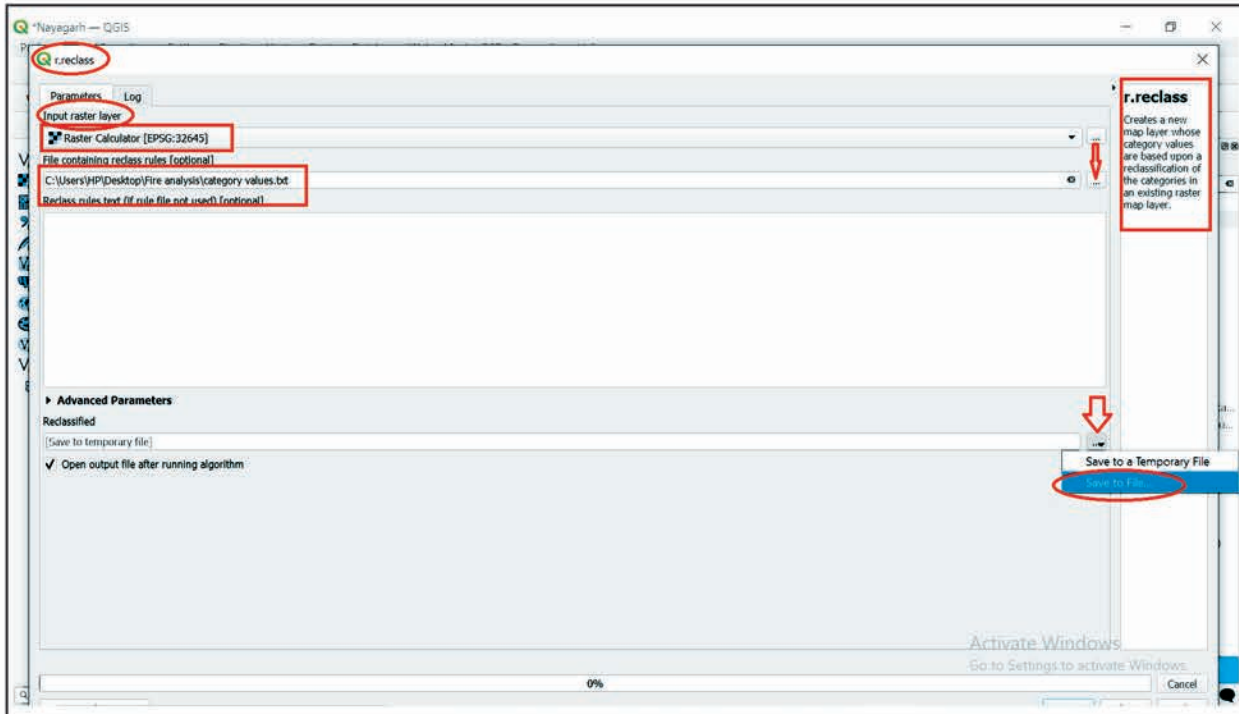 *Nayagarh — QGIS
r.reclass
Parameters Log
Input raster layer
Raster Calculator [EPSG:32645]
...
File containing reclass rules [optional]
C:\Users\HP\Desktop\Fire analysis\category values.txt
...
Reclass rules text (if rule file not used) [optional]
Advanced Parameters
Reclassified
[Save to temporary file]
Open output file after running algorithm
Save to a Temporary File
Save to File...
r.reclass
Creates a new
map layer whose
category values
are based upon a
reclassification of
the categories in
an existing raster
map layer.
Activate Windows
Go to Settings to activate Windows.
0%
Cancel